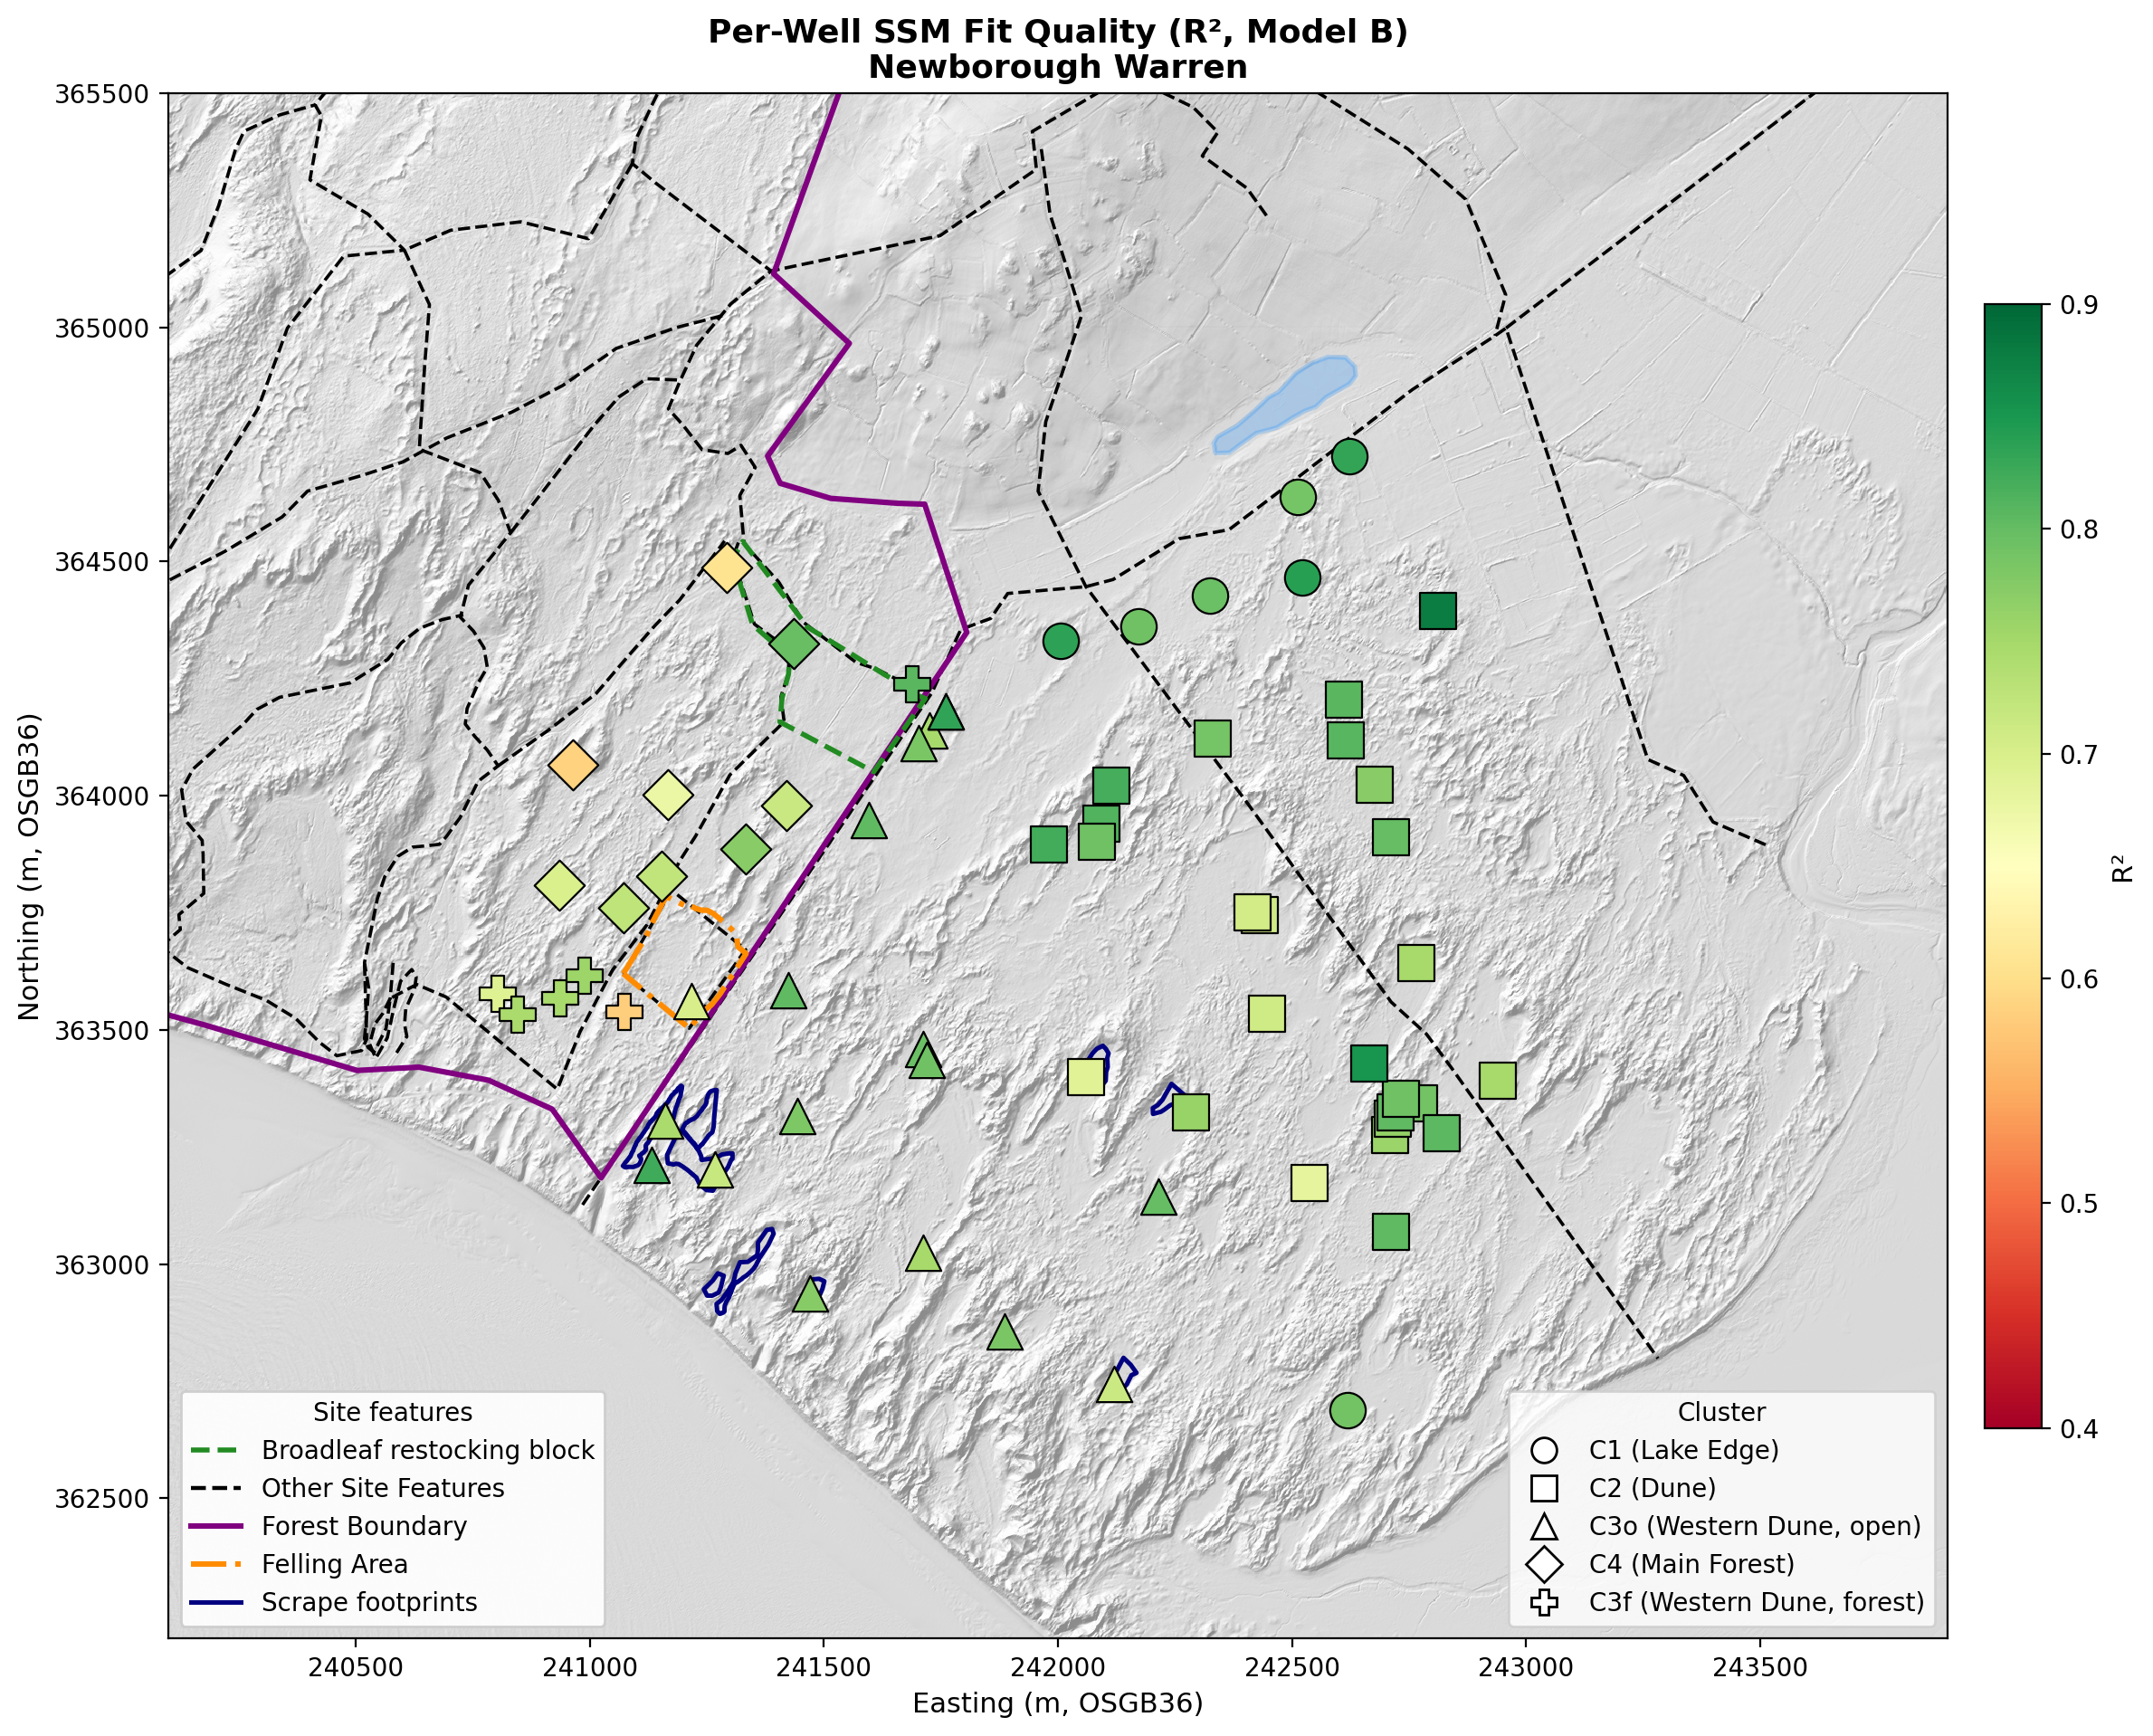 Per-Well SSM Fit Quality (R², Model B)
Newborough Warren
365500
365000
364500
364000
363500
363000
362500
Northing (m, OSGB36)
240500
241000
241500
242000
242500
243000
243500
Easting (m, OSGB36)
0.9
0.8
0.7
0.6
0.5
0.4
R²
Site features
Broadleaf restocking block
Other Site Features
Forest Boundary
Felling Area
Scrape footprints
Cluster
C1 (Lake Edge)
C2 (Dune)
C3o (Western Dune, open)
C4 (Main Forest)
C3f (Western Dune, forest)